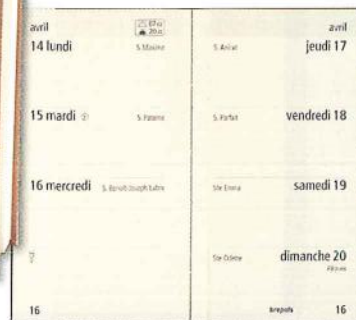 avril
14 lundi
S. Maxime
15 mardi
S. Paterne
16 mercredi S. Benoît-Joseph Labre
16
avril
S. Anicet jeudi 17
S. Parfait vendredi 18
Ste Emma samedi 19
Ste Odette dimanche 20
Pâques
brepols 16